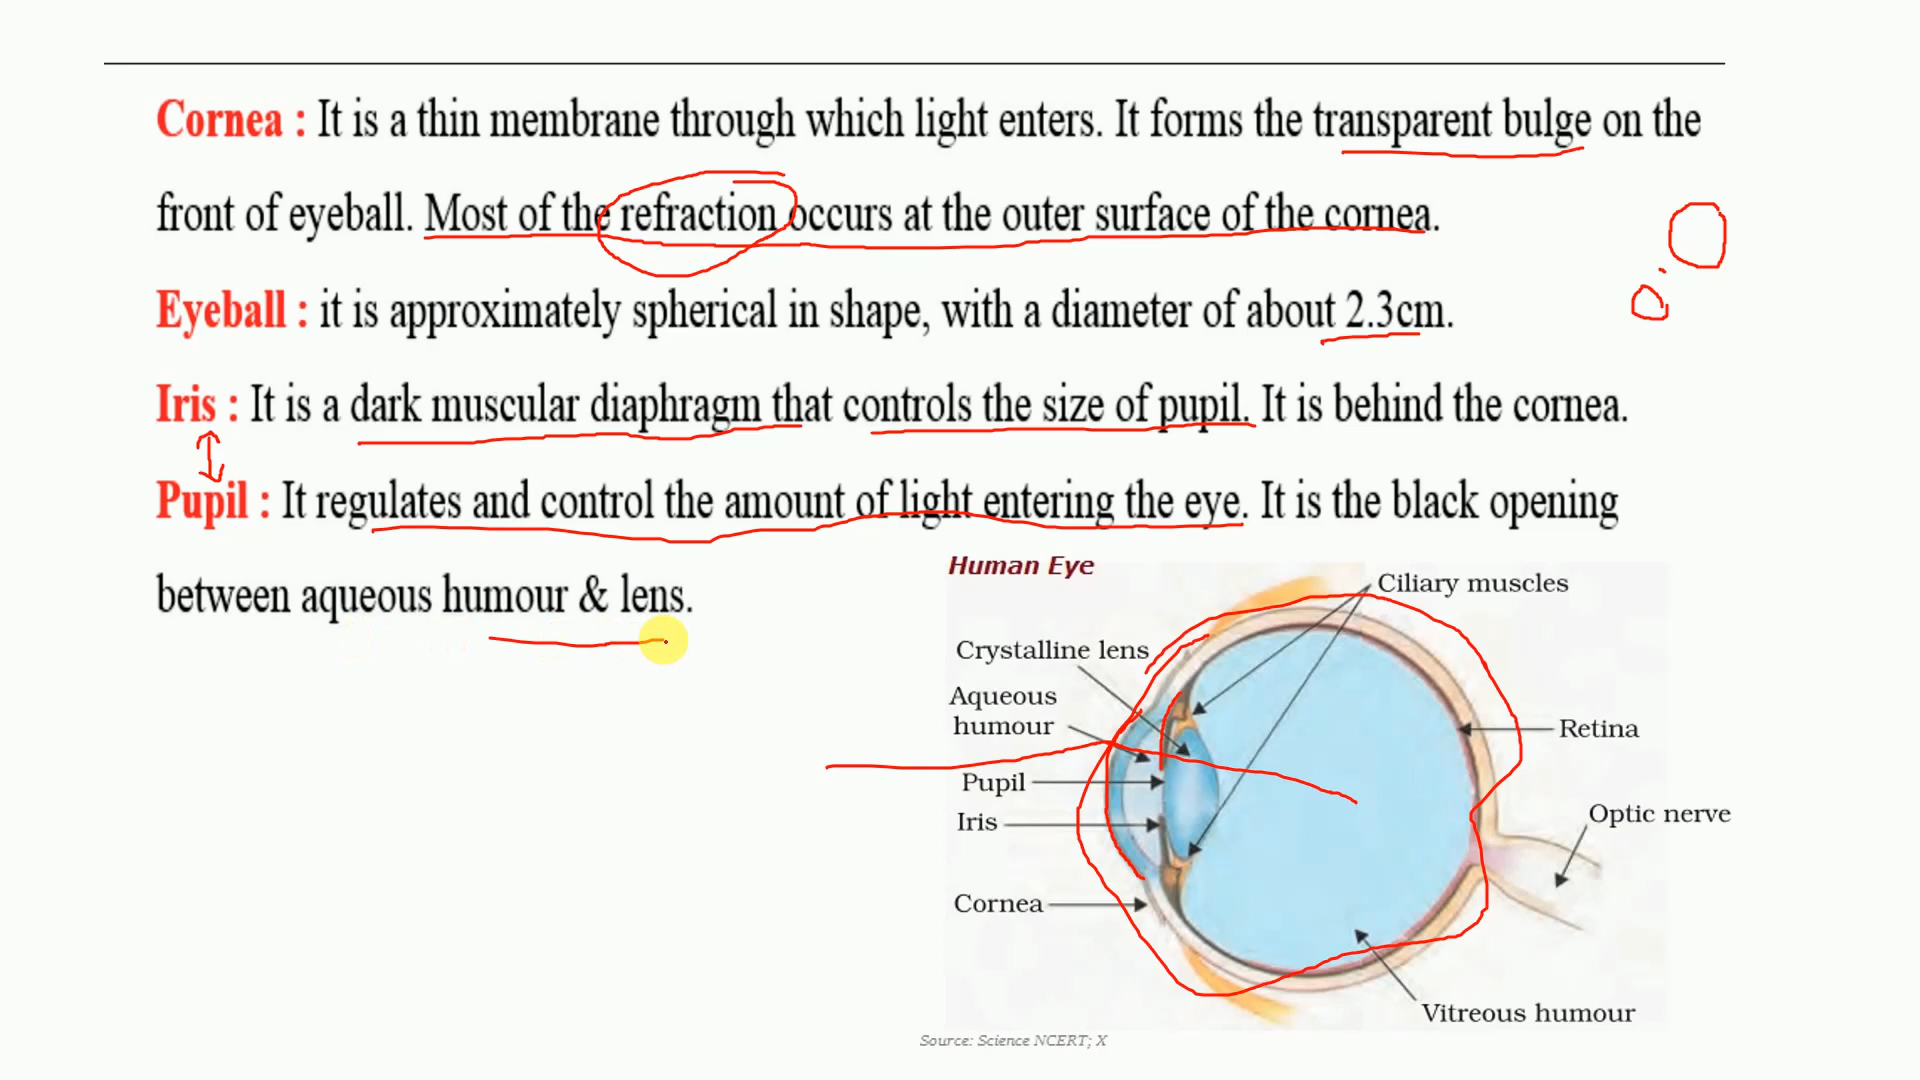 Cornea : It is a thin membrane through which light enters. It forms the transparent bulge on the
front of eyeball. Most of the refraction occurs at the outer surface of the cornea.
Eyeball : it is approximately spherical in shape, with a diameter of about 2.3cm.
Iris : It is a dark muscular diaphragm that controls the size of pupil. It is behind the cornea.
Pupil : It regulates and control the amount of light entering the eye. It is the black opening
between aqueous humour & lens.
Human Eye
Ciliary muscles
Crystalline lens
Aqueous
humour
Retina
Pupil
Iris
Optic nerve
Cornea
Vitreous humour
Source: Science NCERT; X